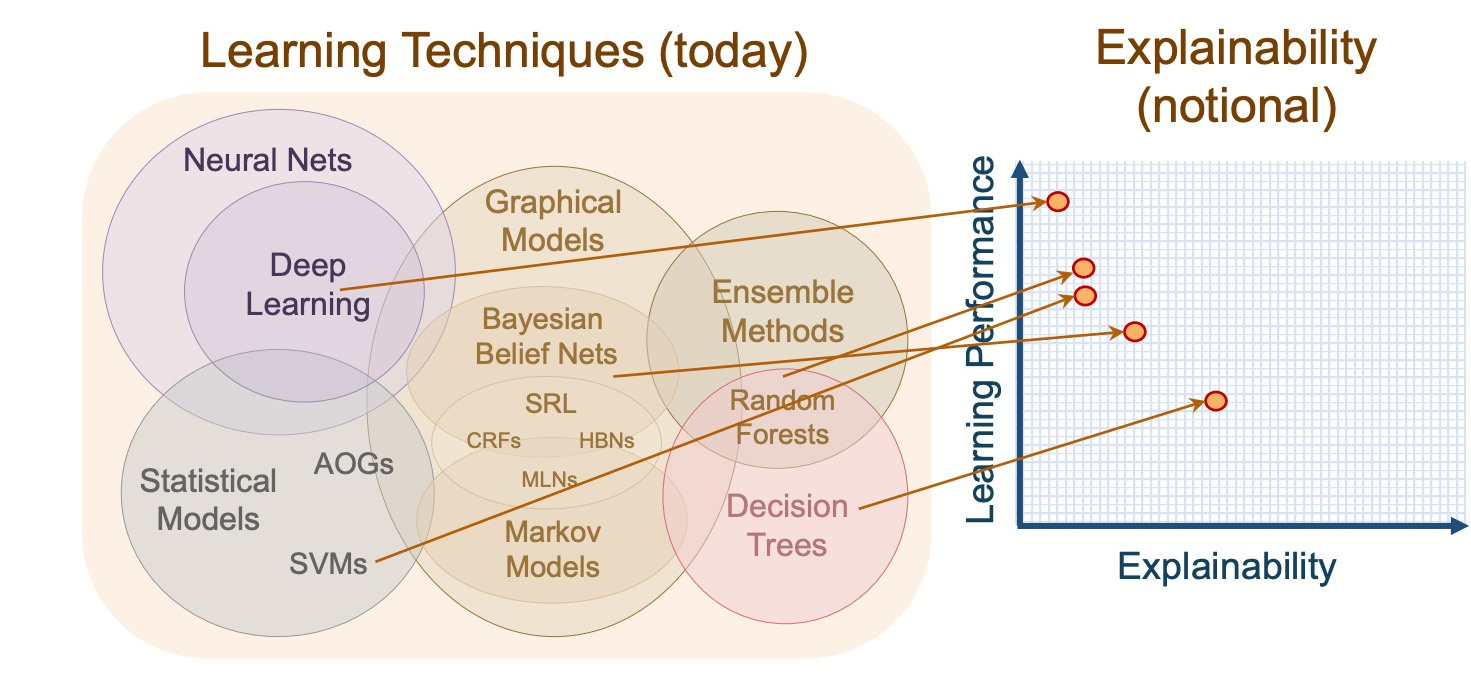 Learning Techniques (today)
Neural Nets
Deep
Learning
Graphical
Models
Bayesian
Belief Nets
SRL
CRFs HBNs
MLNs
Markov
Models
Ensemble
Methods
Random
Forests
Decision
Trees
Statistical
Models
AOGs
SVMs
Explainability
(notional)
Learning Performance
Explainability